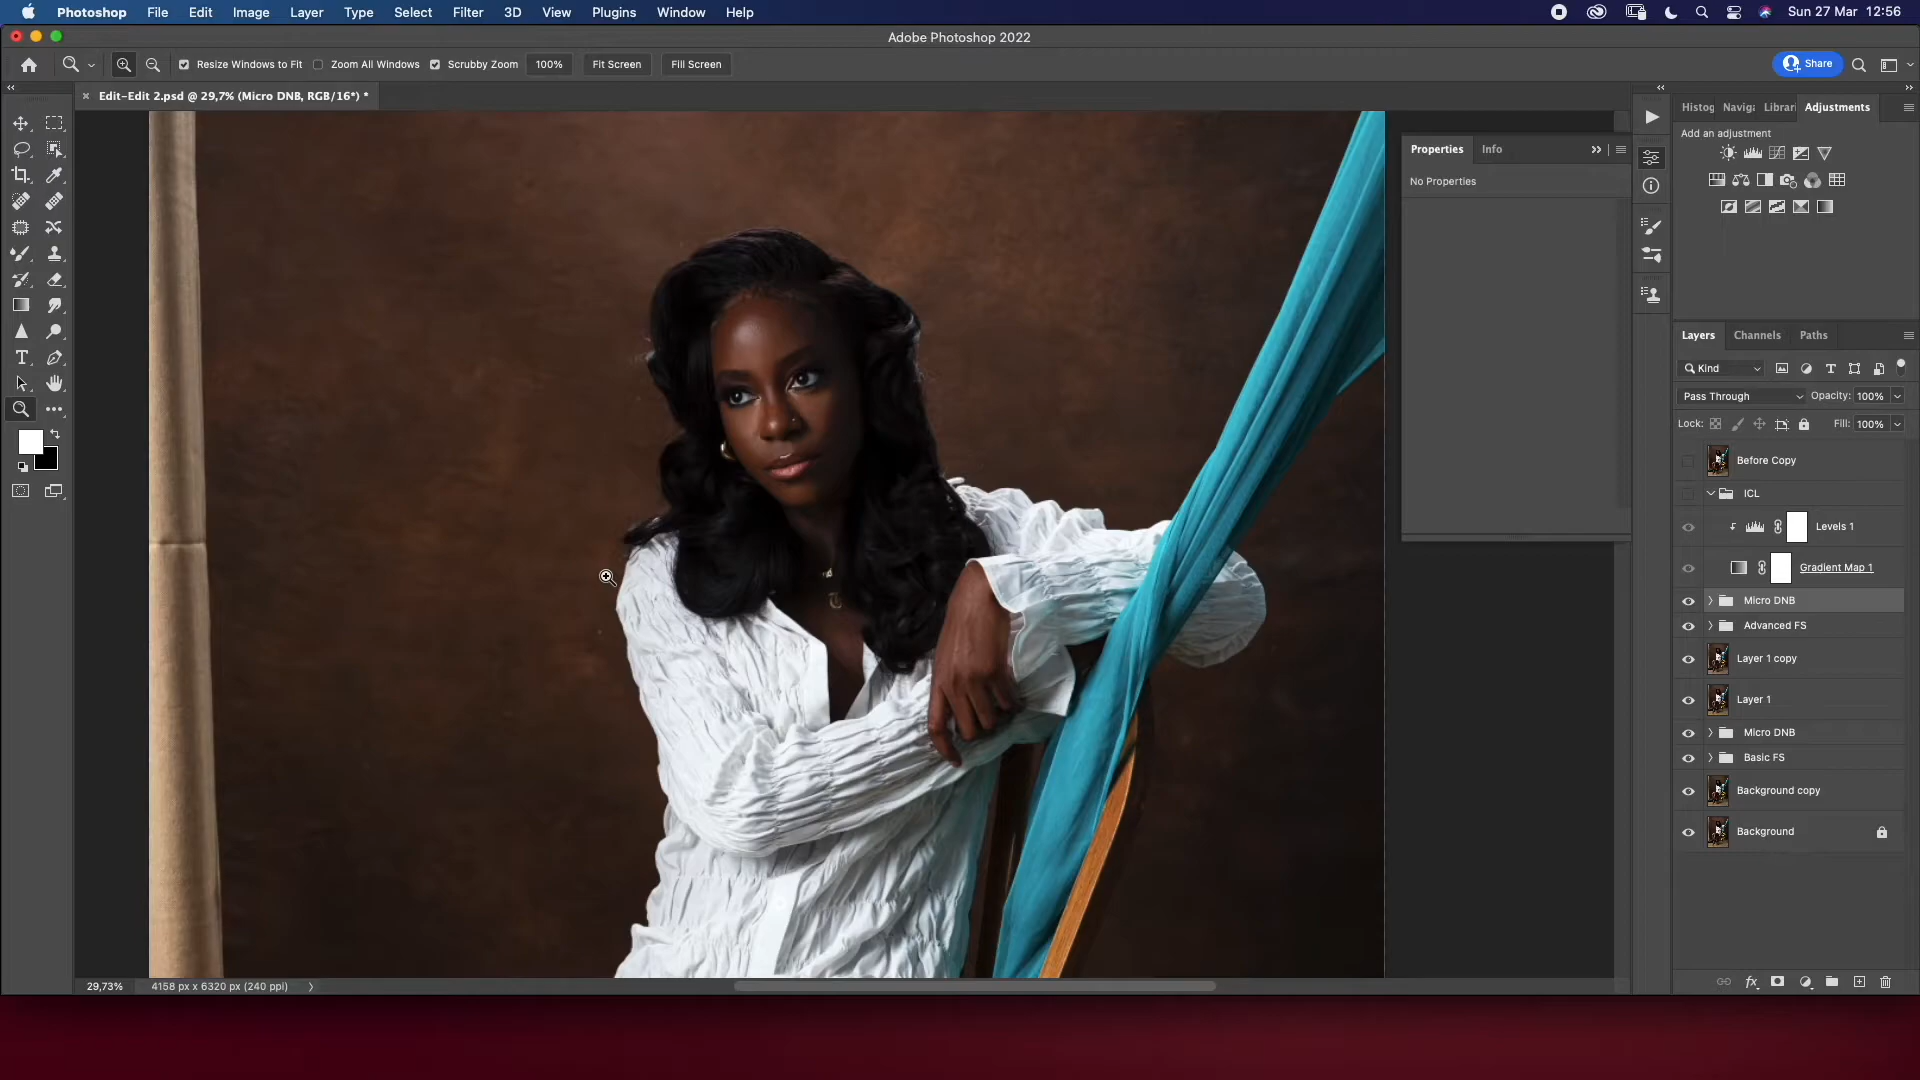 Photoshop File Edit Image Layer Type Select Filter 3D View Plugins Window Help Sun 27 Mar 12:56
Adobe Photoshop 2022
Resize Windows to Fit Zoom All Windows Scrubby Zoom 100% Fit Screen Fill Screen Share
Edit-Edit 2.psd @ 29,7% (Micro DNB, RGB/16*) *
Histog Naviga Librari Adjustments
Add an adjustment
Properties Info
No Properties
Layers Channels Paths
Kind
Pass Through Opacity: 100%
Lock: Fill: 100%
Before Copy
ICL
Levels 1
Gradient Map 1
Micro DNB
Advanced FS
Layer 1 copy
Layer 1
Micro DNB
Basic FS
Background copy
Background
29,73% 4158 px x 6320 px (240 ppi)